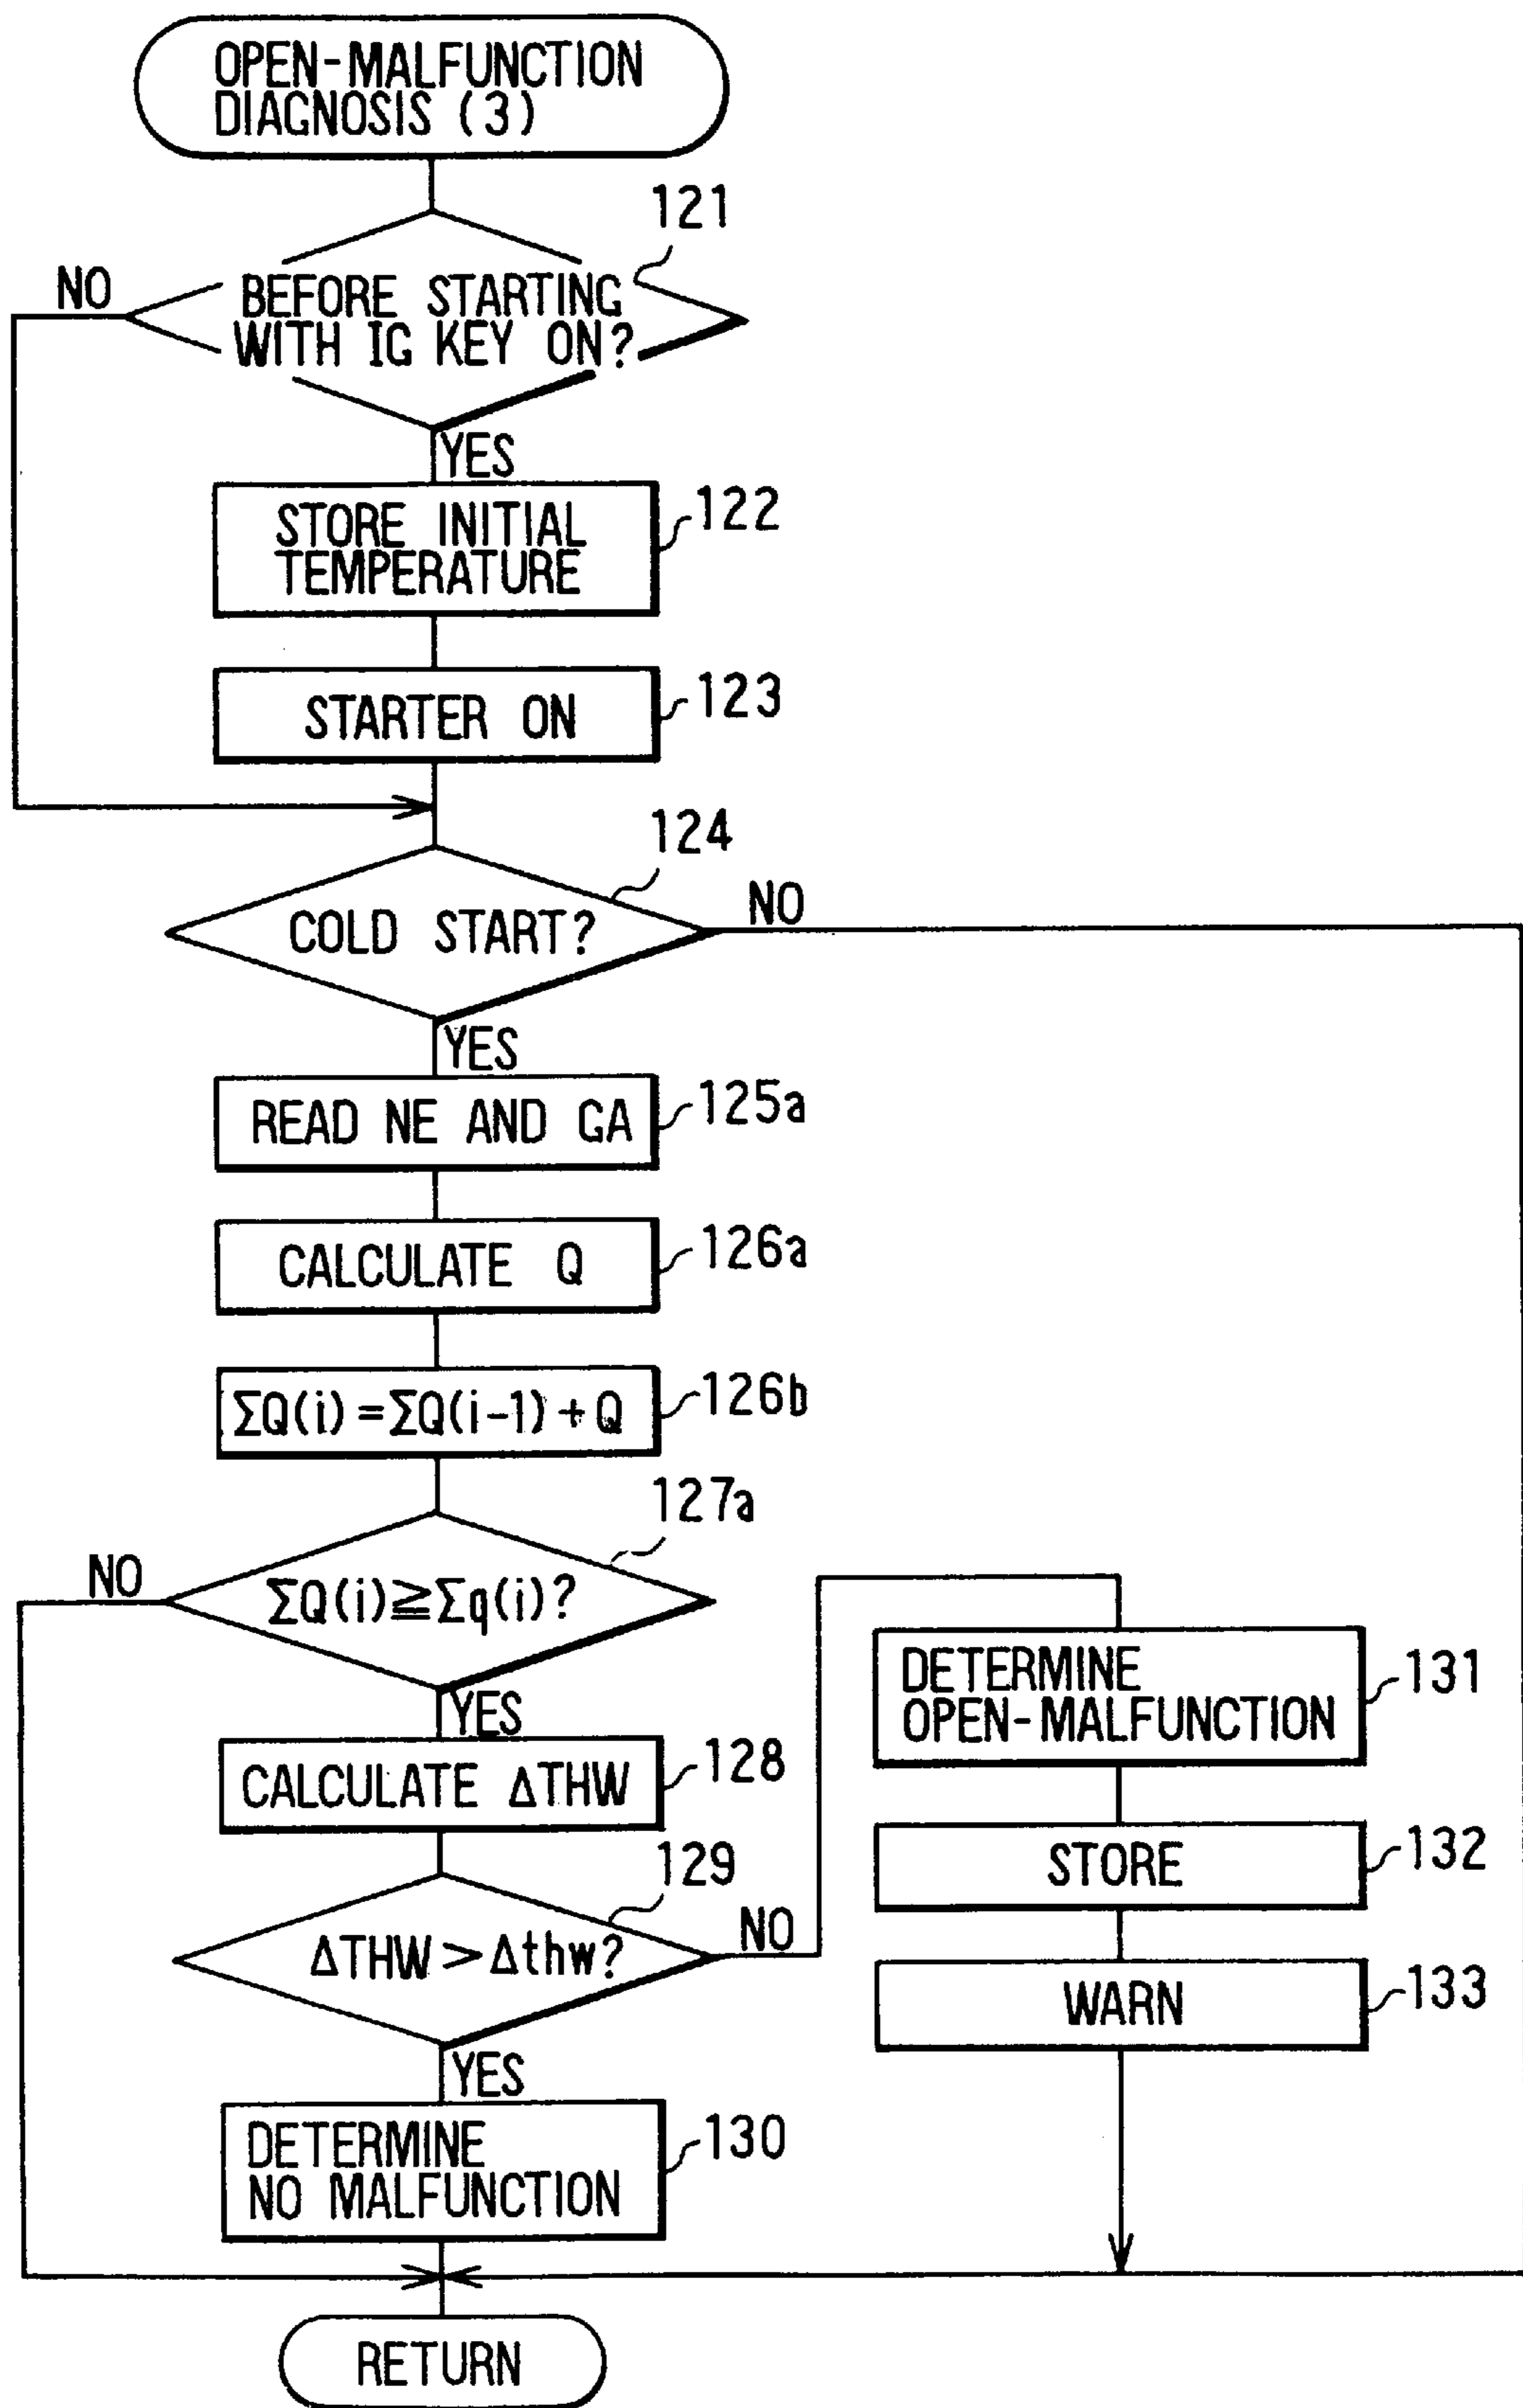 OPEN-MALFUNCTION
DIAGNOSIS (3)
121
NO
BEFORE STARTING
WITH IG KEY ON?
YES
STORE INITIAL
TEMPERATURE
122
STARTER ON
123
124
COLD START?
NO
YES
READ NE AND GA
125a
CALCULATE Q
126a
ΣQ(i)=ΣQ(i-1)+Q
126b
127a
NO
ΣQ(i)≧Σq(i)?
YES
CALCULATE ΔTHW
128
129
ΔTHW>Δthw?
NO
YES
DETERMINE
NO MALFUNCTION
130
DETERMINE
OPEN-MALFUNCTION
131
STORE
132
WARN
133
RETURN